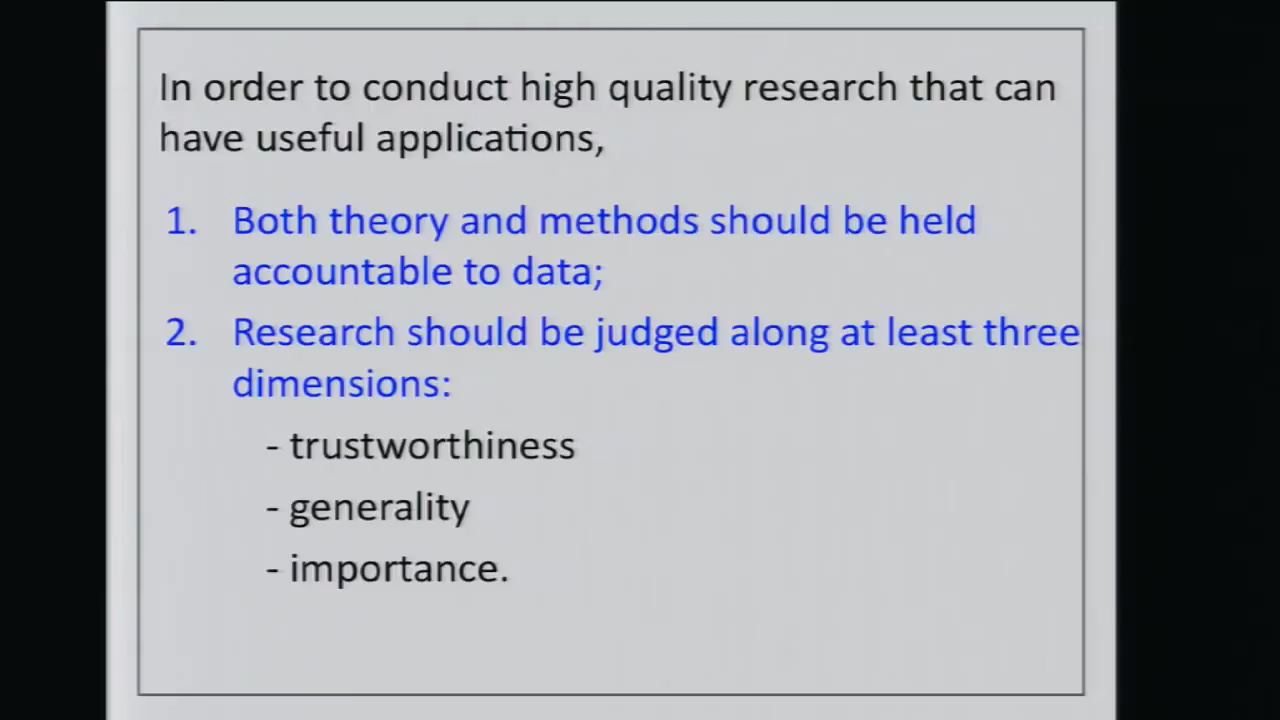 In order to conduct high quality research that can
have useful applications,
1. Both theory and methods should be held
accountable to data;
2. Research should be judged along at least three
dimensions:
- trustworthiness
- generality
- importance.